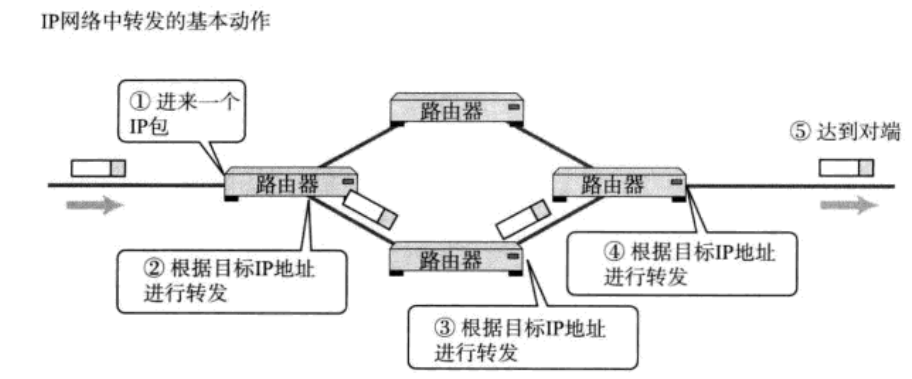 IP网络中转发的基本动作
① 进来一个
IP包
路由器
⑤ 达到对端
路由器
路由器
② 根据目标IP地址
进行转发
路由器
④ 根据目标IP地址
进行转发
③ 根据目标IP地址
进行转发